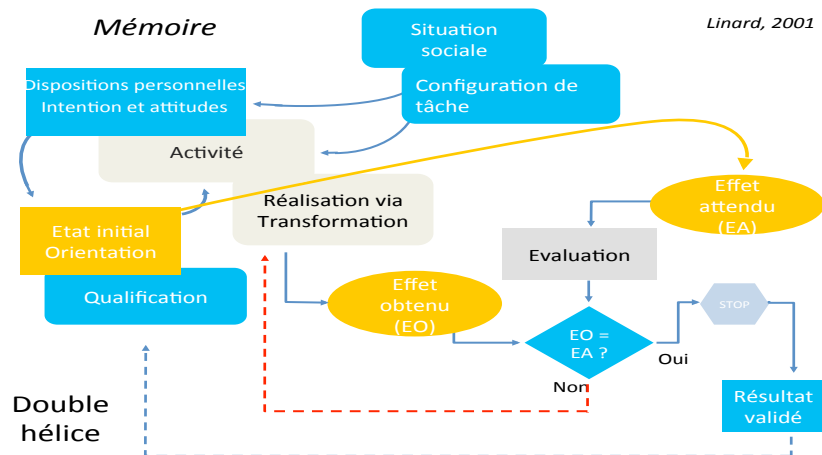 Mémoire
Situation
sociale
Linard, 2001
Dispositions personnelles
Intention et attitudes
Configuration de
tâche
Activité
Réalisation via
Transformation
Effet
attendu
(EA)
Etat initial
Orientation
Evaluation
Qualification
Effet
obtenu
(EO)
STOP
EO =
EA ?
Oui
Non
Double
hélice
Résultat
validé